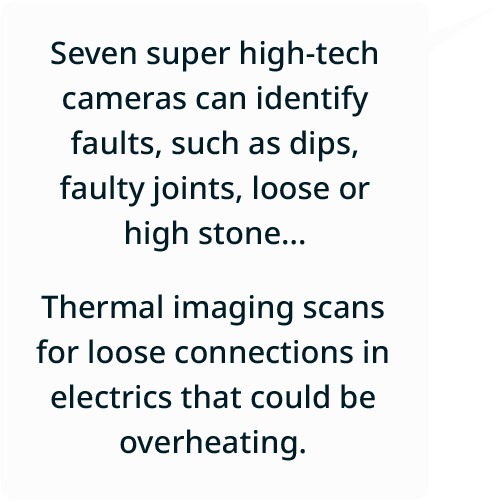 Seven super high-tech
cameras can identify
faults, such as dips,
faulty joints, loose or
high stone...
Thermal imaging scans
for loose connections in
electrics that could be
overheating.